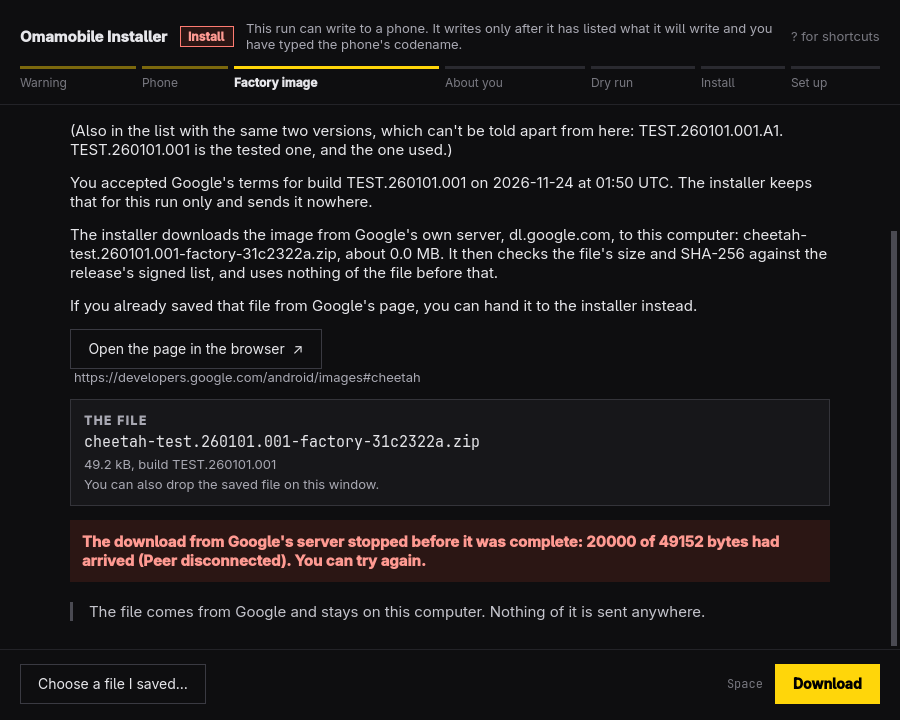 Omamobile Installer
Install
This run can write to a phone. It writes only after it has listed what it will write and you
have typed the phone's codename.
? for shortcuts
Warning
Phone
Factory image
About you
Dry run
Install
Set up
(Also in the list with the same two versions, which can't be told apart from here: TEST.260101.001.A1.
TEST.260101.001 is the tested one, and the one used.)
You accepted Google's terms for build TEST.260101.001 on 2026-11-24 at 01:50 UTC. The installer keeps
that for this run only and sends it nowhere.
The installer downloads the image from Google's own server, dl.google.com, to this computer: cheetah-
test.260101.001-factory-31c2322a.zip, about 0.0 MB. It then checks the file's size and SHA-256 against the
release's signed list, and uses nothing of the file before that.
If you already saved that file from Google's page, you can hand it to the installer instead.
Open the page in the browser ↗
https://developers.google.com/android/images#cheetah
THE FILE
cheetah-test.260101.001-factory-31c2322a.zip
49.2 kB, build TEST.260101.001
You can also drop the saved file on this window.
The download from Google's server stopped before it was complete: 20000 of 49152 bytes had
arrived (Peer disconnected). You can try again.
The file comes from Google and stays on this computer. Nothing of it is sent anywhere.
Choose a file I saved...
Space
Download